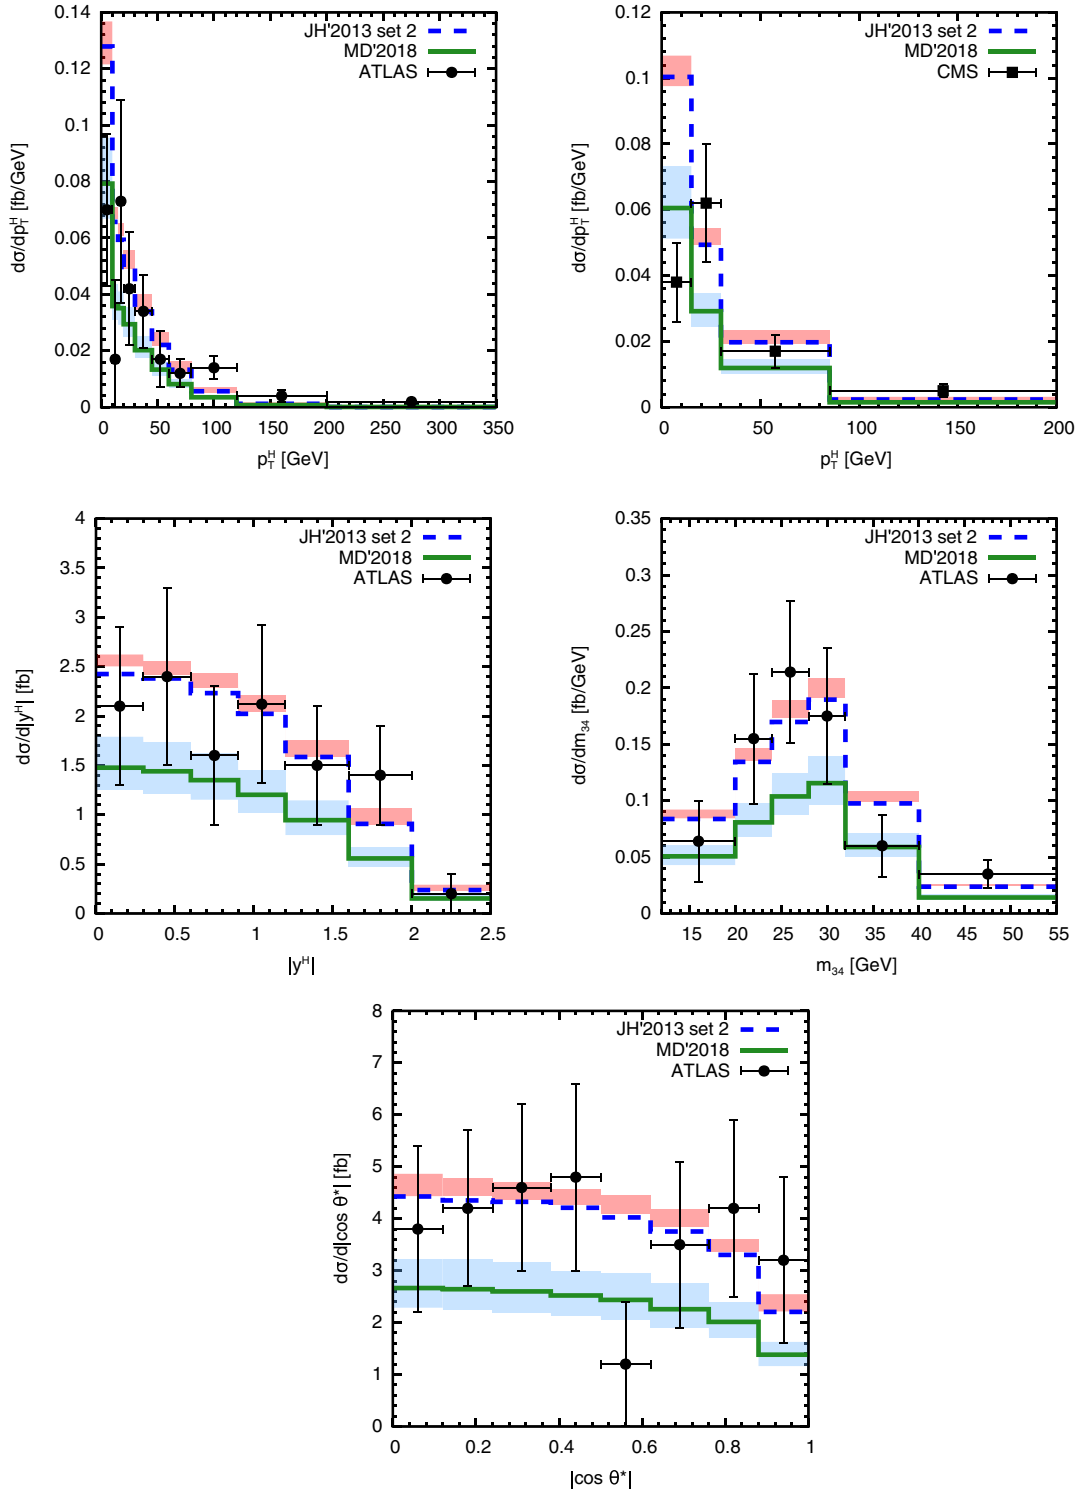 0.14
0.12
0.1
0.08
0.06
0.04
0.02
0
dσ/dp_T^H [fb/GeV]
JH'2013 set 2
MD'2018
ATLAS
0 50 100 150 200 250 300 350
p_T^H [GeV]
0.12
0.1
0.08
0.06
0.04
0.02
0
dσ/dp_T^H [fb/GeV]
JH'2013 set 2
MD'2018
CMS
0 50 100 150 200
p_T^H [GeV]
4
3.5
3
2.5
2
1.5
1
0.5
0
dσ/d|y^H| [fb]
JH'2013 set 2
MD'2018
ATLAS
0 0.5 1 1.5 2 2.5
|y^H|
0.35
0.3
0.25
0.2
0.15
0.1
0.05
0
dσ/dm_34 [fb/GeV]
JH'2013 set 2
MD'2018
ATLAS
15 20 25 30 35 40 45 50 55
m_34 [GeV]
8
7
6
5
4
3
2
1
0
dσ/d|cos θ*| [fb]
JH'2013 set 2
MD'2018
ATLAS
0 0.2 0.4 0.6 0.8 1
|cos θ*|